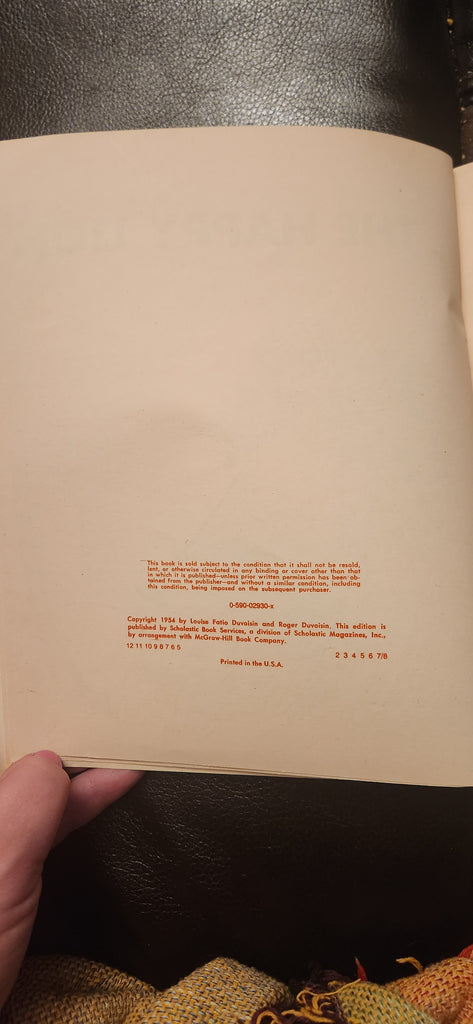 This book is sold subject to the condition that it shall not be resold,
lent, or otherwise circulated in any binding or cover other than that
in which it is published—unless prior written permission has been ob-
tained from the publisher—and without a similar condition, including
this condition, being imposed on the subsequent purchaser.
0-590-02930-x
Copyright 1954 by Louise Fatio Duvoisin and Roger Duvoisin. This edition is
published by Scholastic Book Services, a division of Scholastic Magazines, Inc.,
by arrangement with McGraw-Hill Book Company.
12 11 10 9 8 7 6 5 2 3 4 5 6 7/8
Printed in the U.S.A.